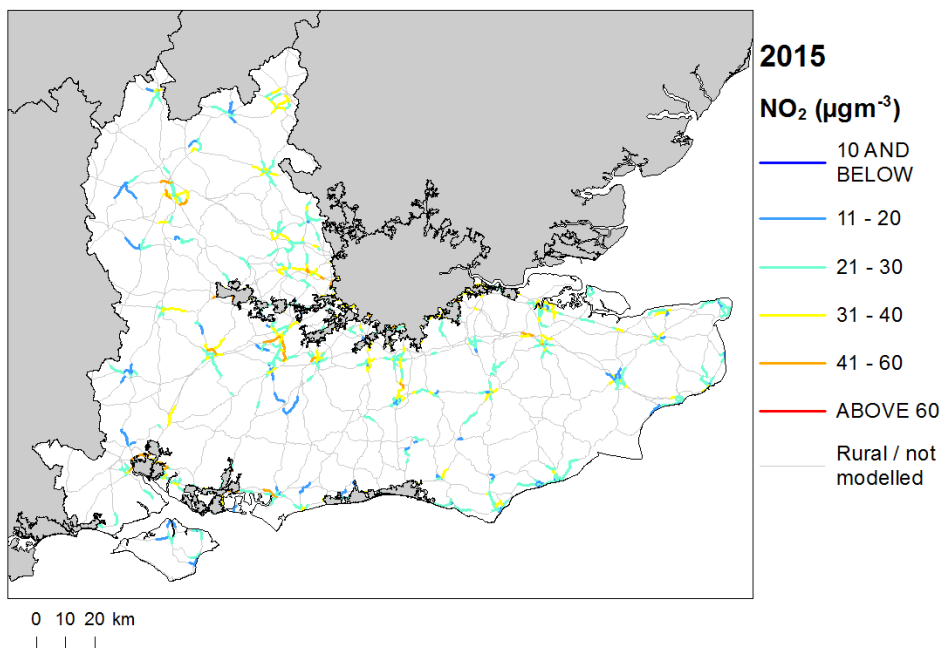 2015
NO₂ (µgm⁻³)
10 AND
BELOW
11 - 20
21 - 30
31 - 40
41 - 60
ABOVE 60
Rural / not
modelled
0 10 20 km